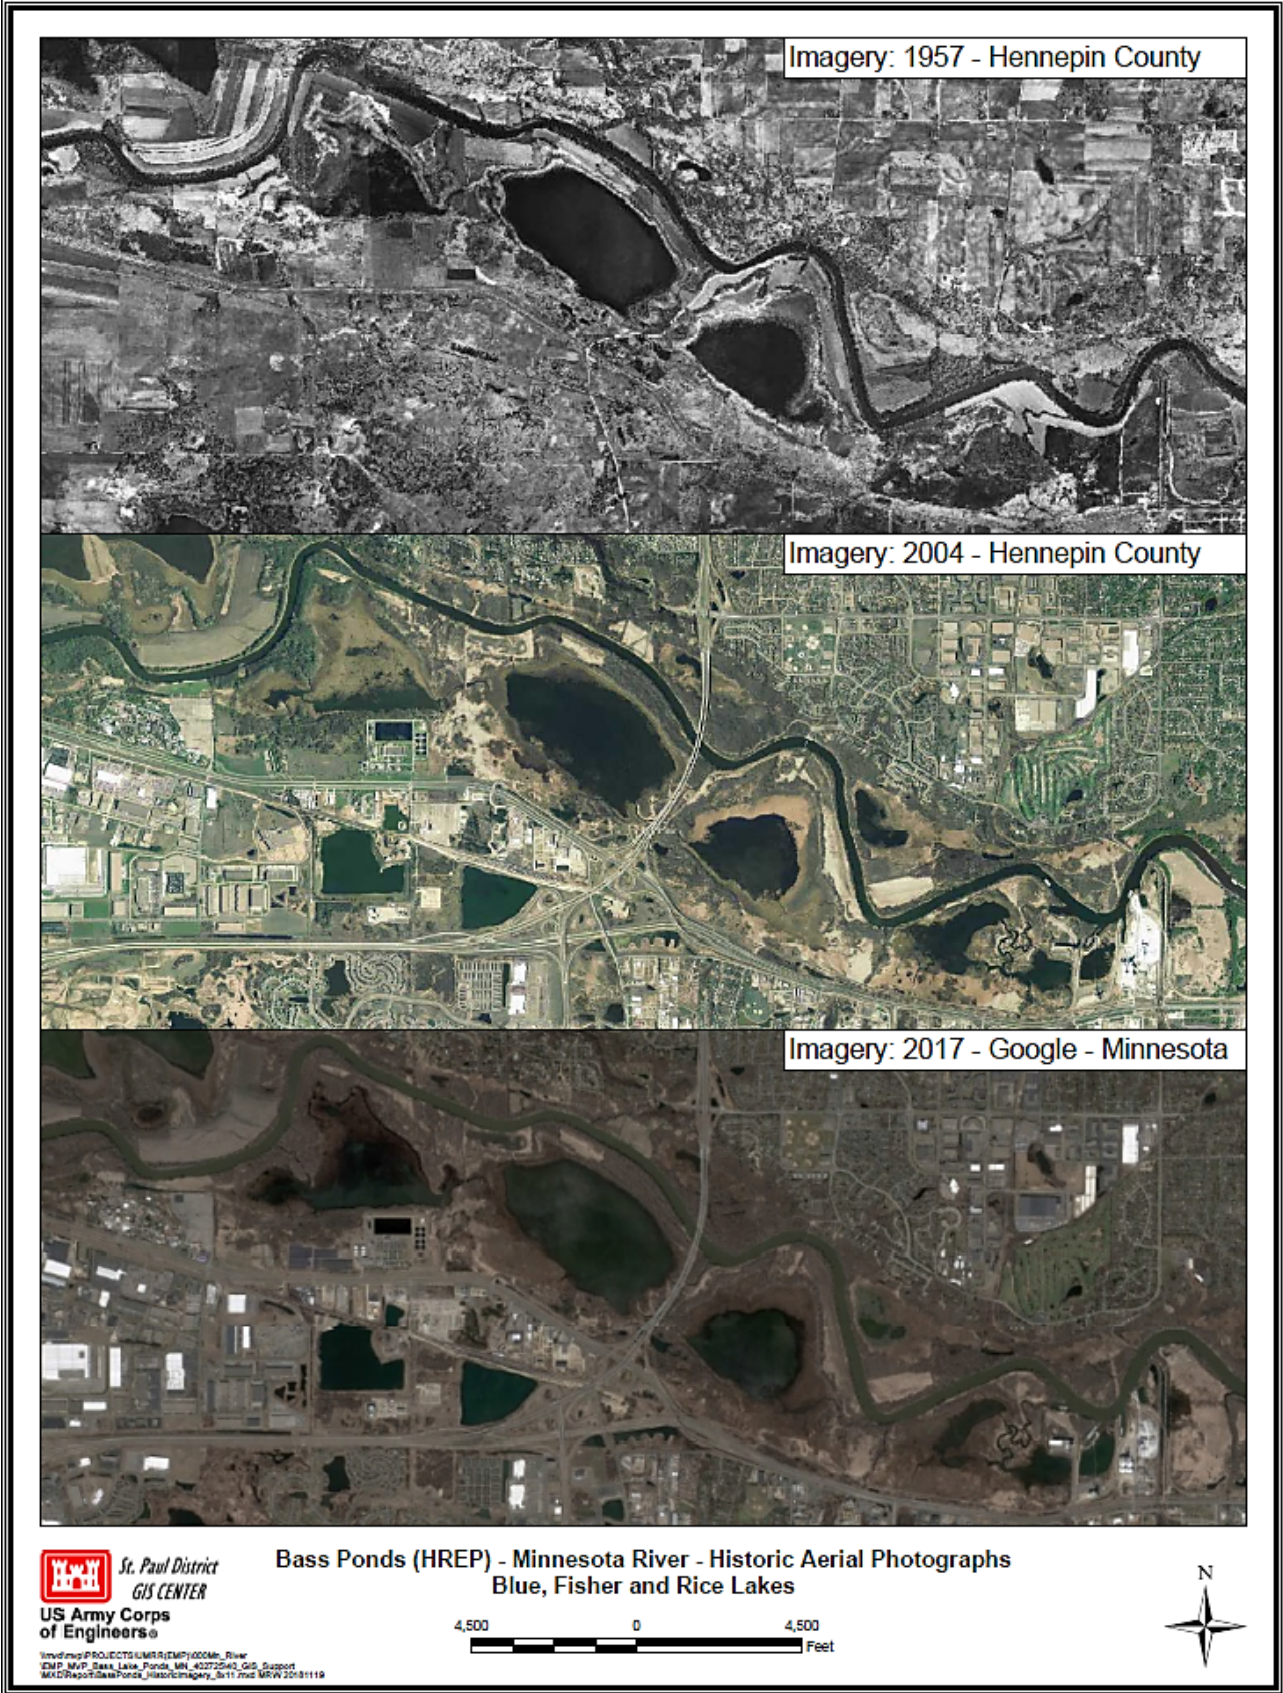 Imagery: 1957 - Hennepin County
Imagery: 2004 - Hennepin County
Imagery: 2017 - Google - Minnesota
St. Paul District
GIS CENTER
US Army Corps
of Engineers®
Bass Ponds (HREP) - Minnesota River - Historic Aerial Photographs
Blue, Fisher and Rice Lakes
4,500 0 4,500
Feet
N